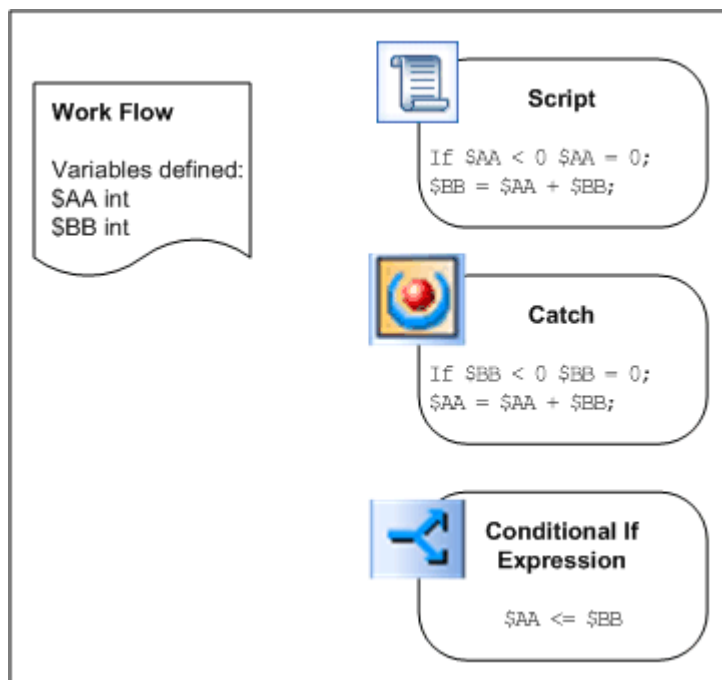 Work Flow
Variables defined:
$AA int
$BB int
Script
If $AA < 0 $AA = 0;
$BB = $AA + $BB;
Catch
If $BB < 0 $BB = 0;
$AA = $AA + $BB;
Conditional If
Expression
$AA <= $BB